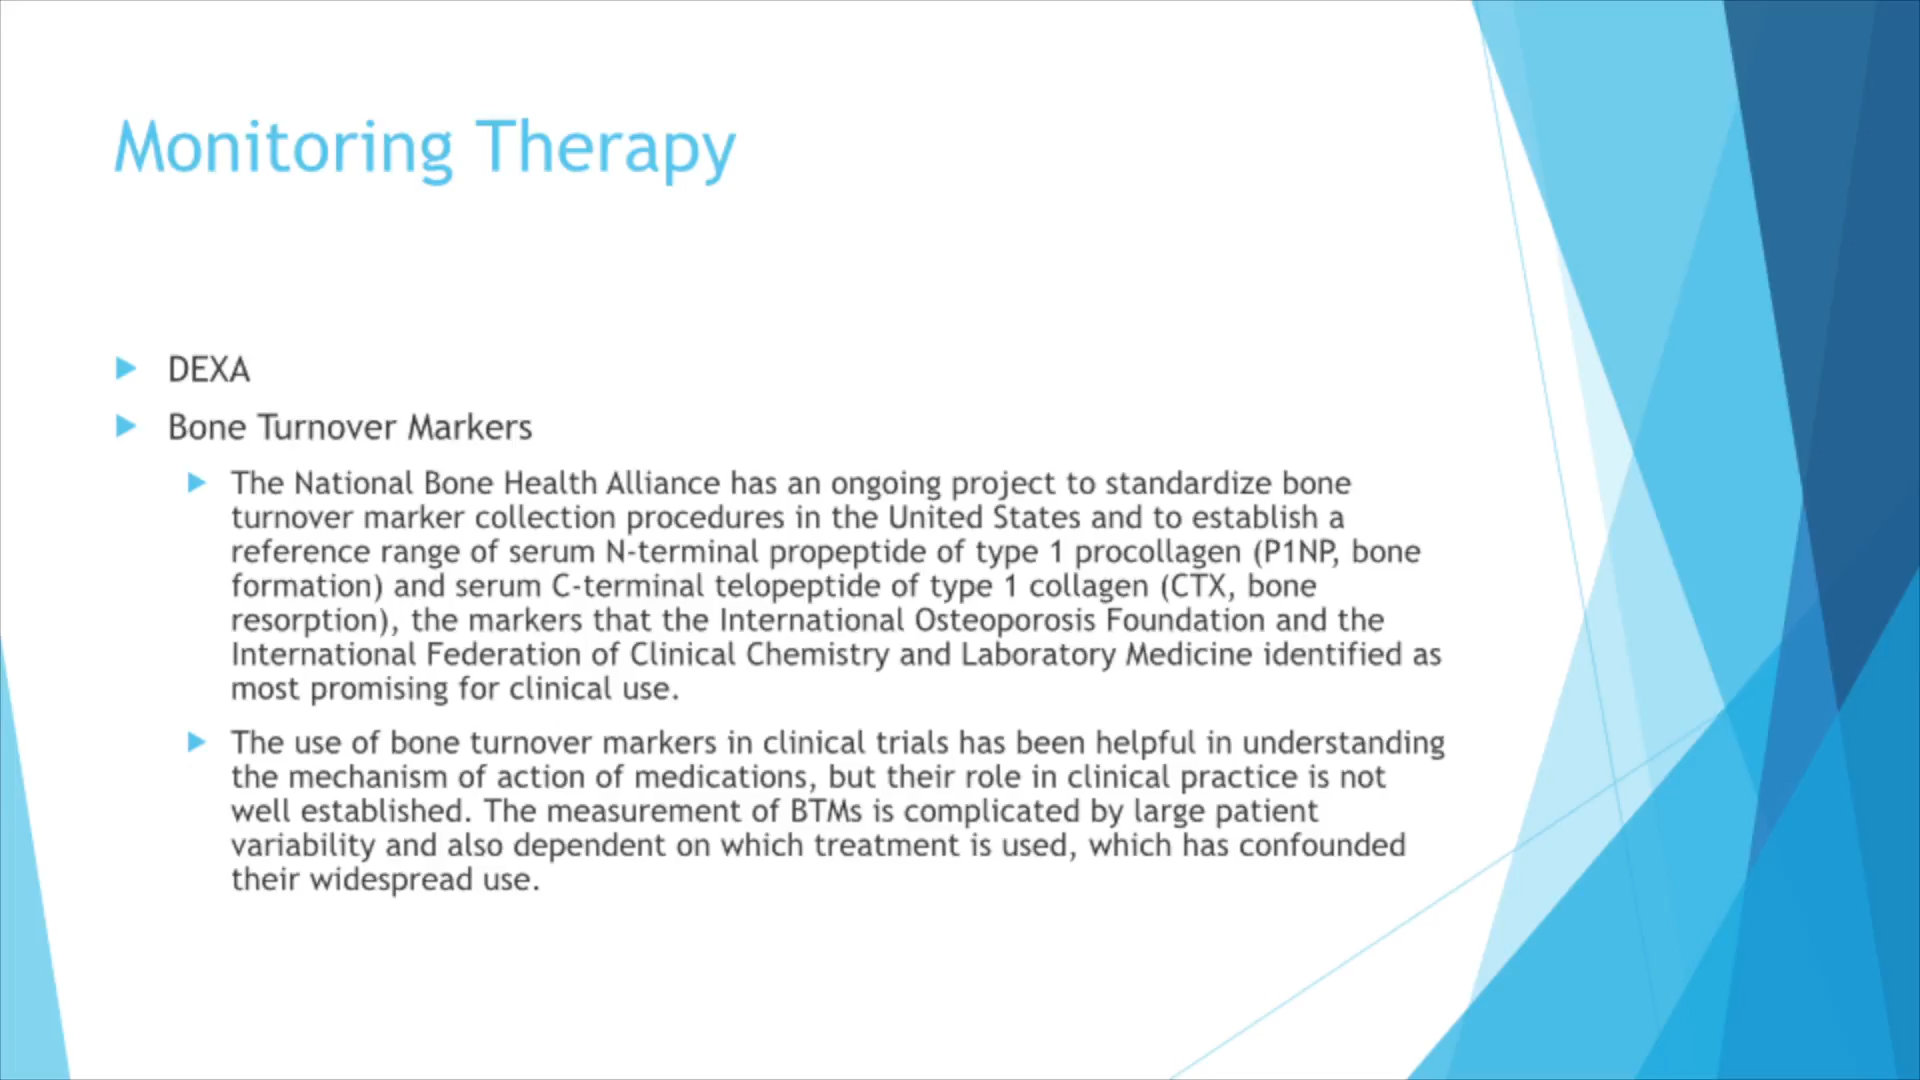 Monitoring Therapy
DEXA
Bone Turnover Markers
The National Bone Health Alliance has an ongoing project to standardize bone
turnover marker collection procedures in the United States and to establish a
reference range of serum N-terminal propeptide of type 1 procollagen (P1NP, bone
formation) and serum C-terminal telopeptide of type 1 collagen (CTX, bone
resorption), the markers that the International Osteoporosis Foundation and the
International Federation of Clinical Chemistry and Laboratory Medicine identified as
most promising for clinical use.
The use of bone turnover markers in clinical trials has been helpful in understanding
the mechanism of action of medications, but their role in clinical practice is not
well established. The measurement of BTMs is complicated by large patient
variability and also dependent on which treatment is used, which has confounded
their widespread use.